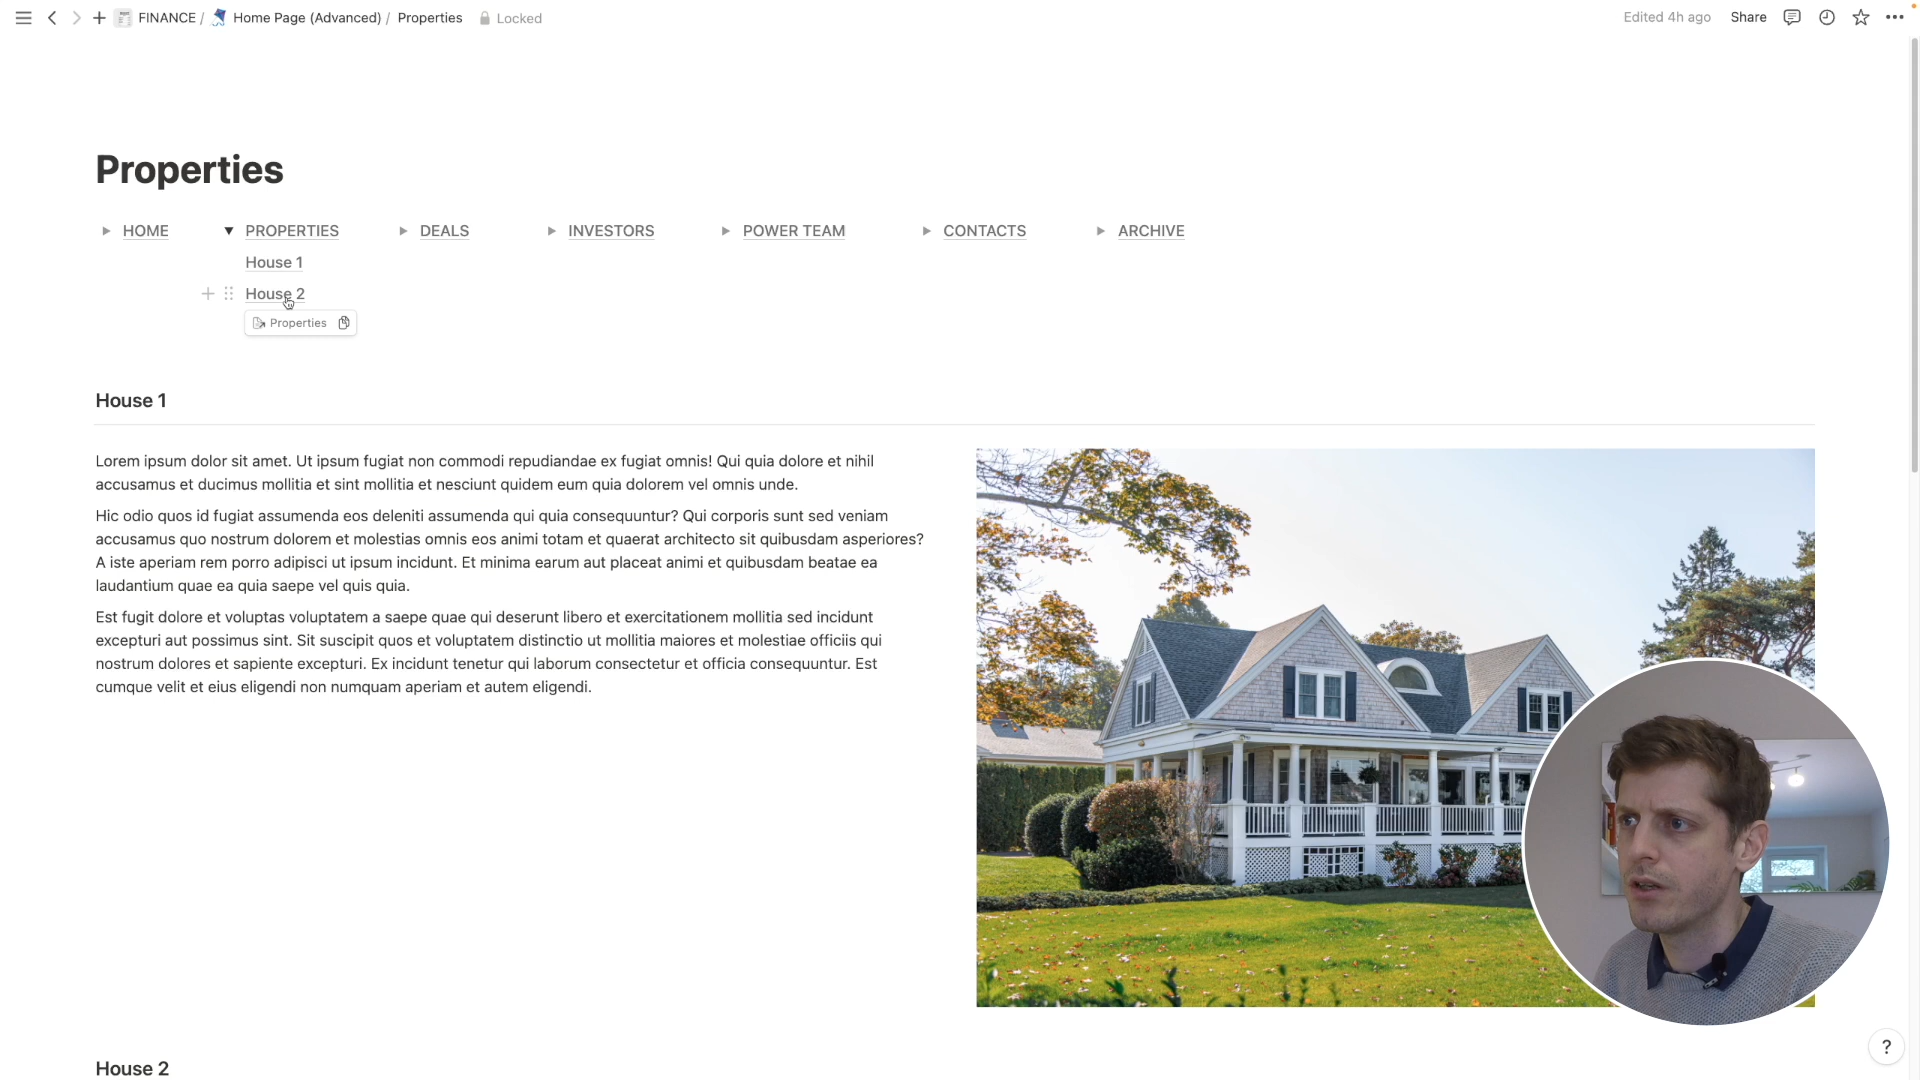 FINANCE / Home Page (Advanced) / Properties Locked
Edited 4h ago Share
Properties
HOME PROPERTIES DEALS INVESTORS POWER TEAM CONTACTS ARCHIVE
House 1
House 2
Properties
House 1
Lorem ipsum dolor sit amet. Ut ipsum fugiat non commodi repudiandae ex fugiat omnis! Qui quia dolore et nihil
accusamus et ducimus mollitia et sint mollitia et nesciunt quidem eum quia dolorem vel omnis unde.
Hic odio quos id fugiat assumenda eos deleniti assumenda qui quia consequuntur? Qui corporis sunt sed veniam
accusamus quo nostrum dolorem et molestias omnis eos animi totam et quaerat architecto sit quibusdam asperiores?
A iste aperiam rem porro adipisci ut ipsum incidunt. Et minima earum aut placeat animi et quibusdam beatae ea
laudantium quae ea quia saepe vel quis quia.
Est fugit dolore et voluptas voluptatem a saepe quae qui deserunt libero et exercitationem mollitia sed incidunt
excepturi aut possimus sint. Sit suscipit quos et voluptatem distinctio ut mollitia maiores et molestiae officiis qui
nostrum dolores et sapiente excepturi. Ex incidunt tenetur qui laborum consectetur et officia consequuntur. Est
cumque velit et eius eligendi non numquam aperiam et autem eligendi.
House 2
?